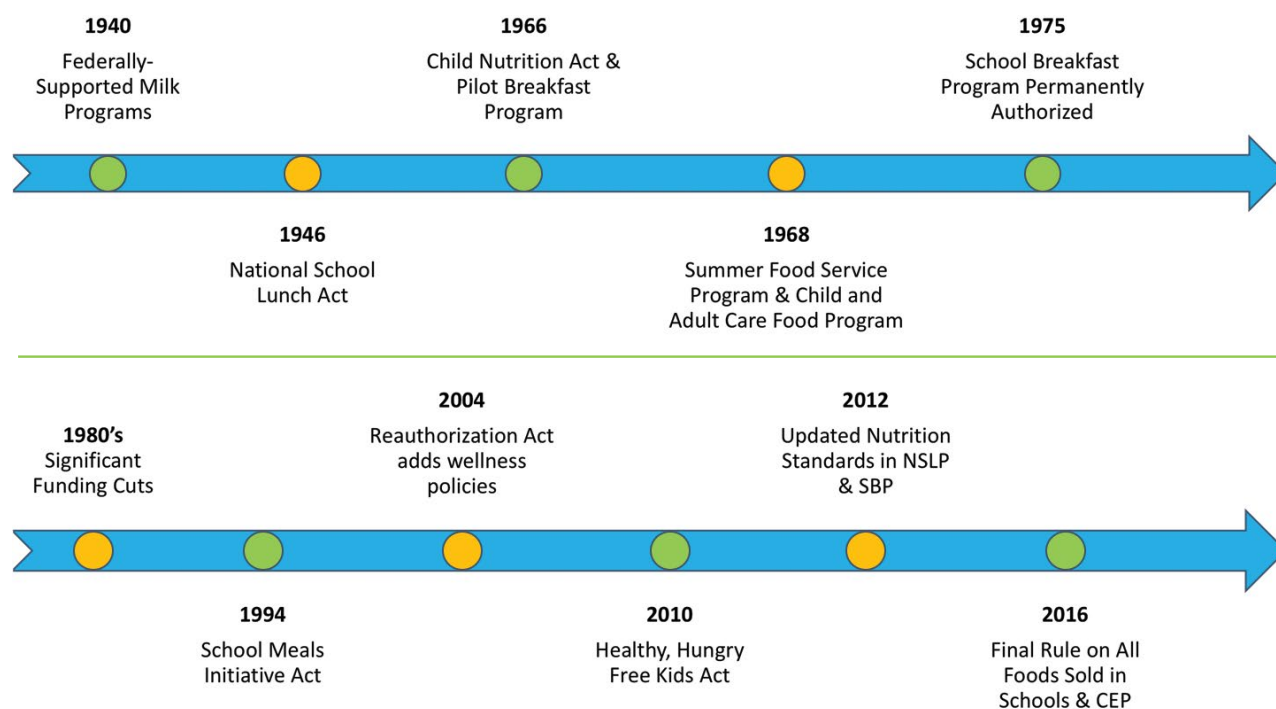 1940
Federally-
Supported Milk
Programs
1966
Child Nutrition Act &
Pilot Breakfast
Program
1975
School Breakfast
Program Permanently
Authorized
1946
National School
Lunch Act
1968
Summer Food Service
Program & Child and
Adult Care Food Program
1980’s
Significant
Funding Cuts
2004
Reauthorization Act
adds wellness
policies
2012
Updated Nutrition
Standards in NSLP
& SBP
1994
School Meals
Initiative Act
2010
Healthy, Hungry
Free Kids Act
2016
Final Rule on All
Foods Sold in
Schools & CEP